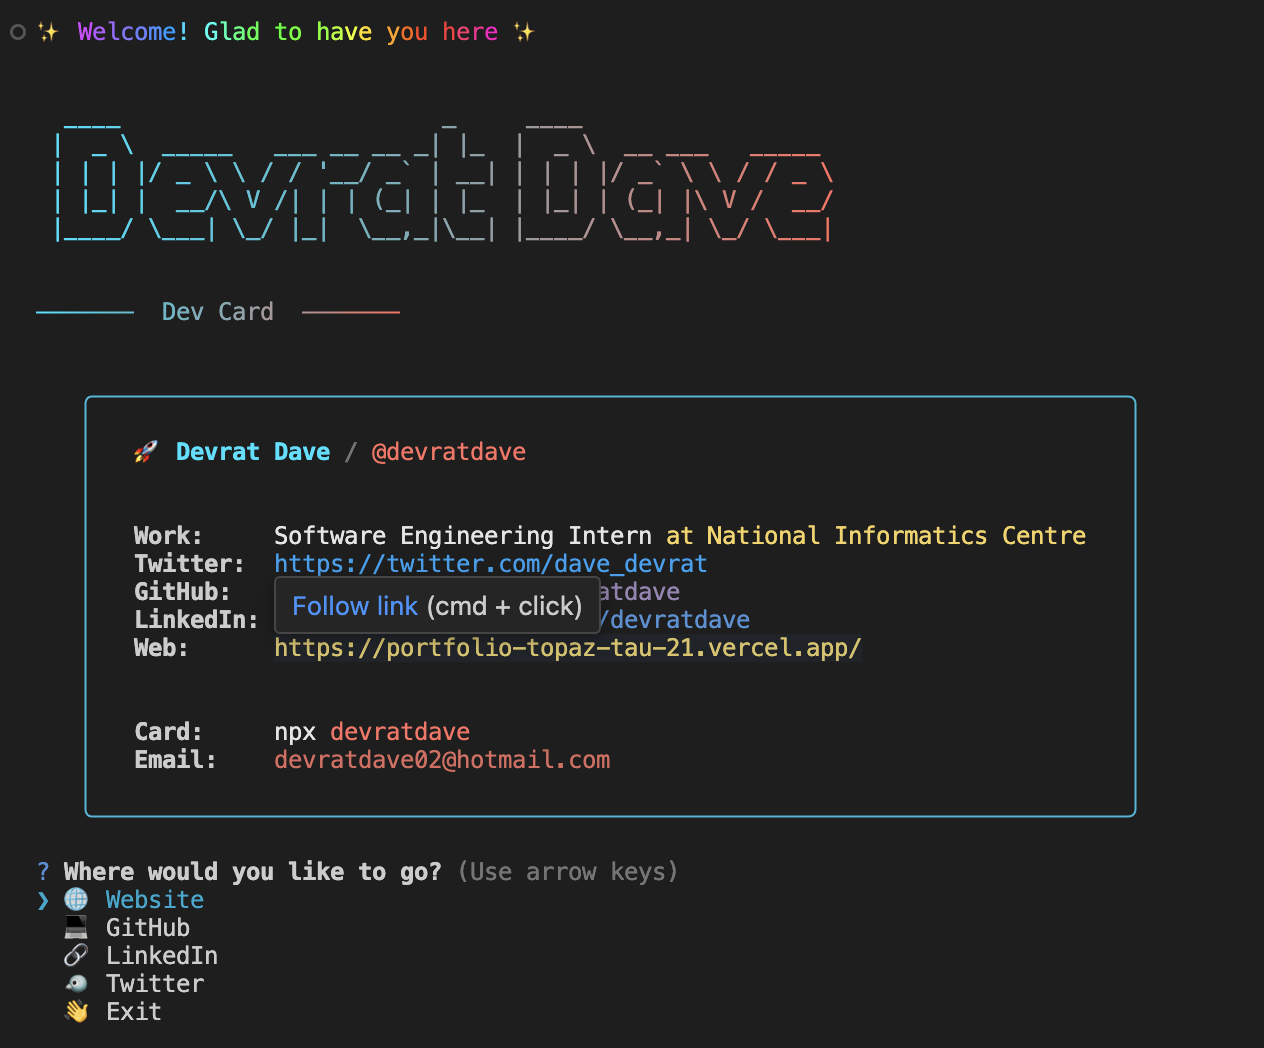 ✨ Welcome! Glad to have you here ✨
Devrat Dave
Dev Card
🚀 Devrat Dave / @devratdave
Work: Software Engineering Intern at National Informatics Centre
Twitter: https://twitter.com/dave_devrat
GitHub: atdave
Follow link (cmd + click)
LinkedIn: /devratdave
Web: https://portfolio-topaz-tau-21.vercel.app/
Card: npx devratdave
Email: devratdave02@hotmail.com
? Where would you like to go? (Use arrow keys)
❯ 🌐 Website
💻 GitHub
🔗 LinkedIn
🐦 Twitter
👋 Exit